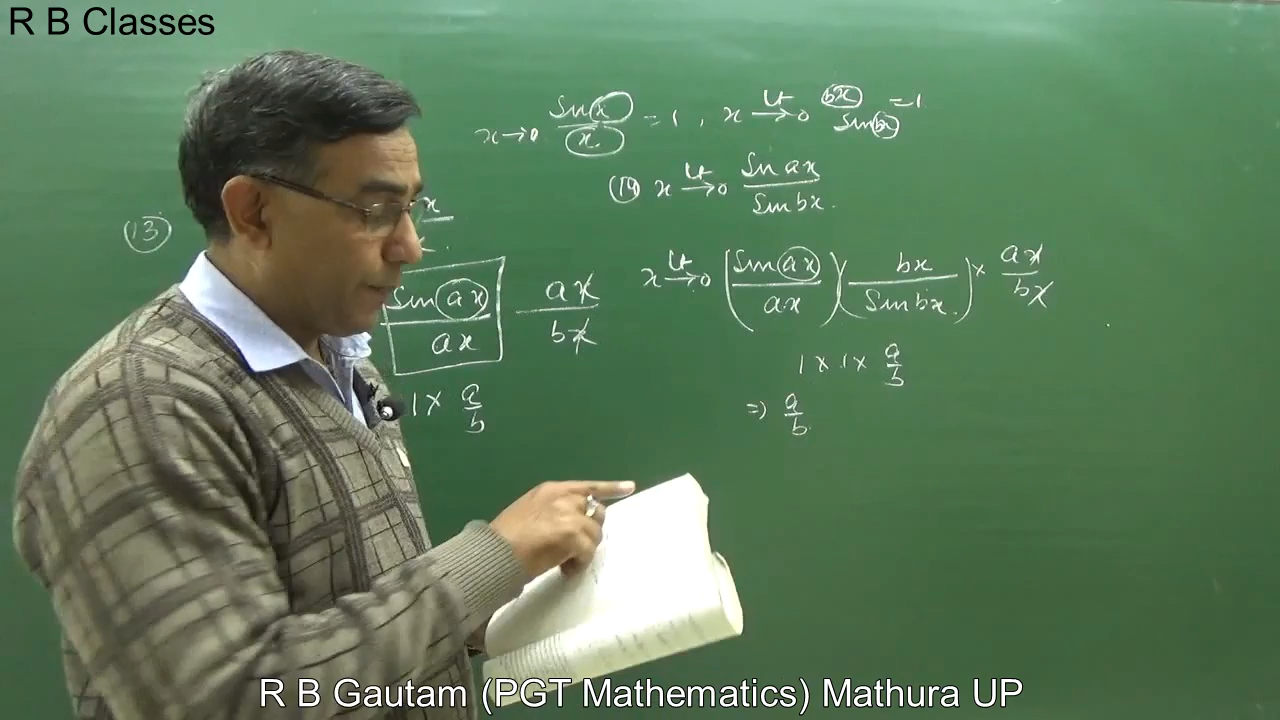 R B Classes
x→0 Sin x / x = 1 , x Lt→0 bx / Sin bx = 1
(14) x Lt→0 Sin ax / Sin bx .
(13)
x Lt→0 (Sin ax / ax) (bx / Sin bx) × ax / bx
Sin ax / ax ax / bx
1 × 1 × a / b
1 × a / b
⇒ a / b
R B Gautam (PGT Mathematics) Mathura UP